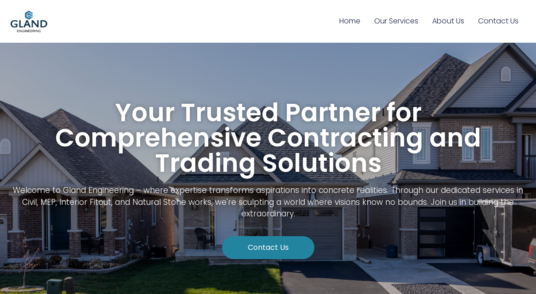 GLAND
ENGINEERING
Home Our Services About Us Contact Us
Your Trusted Partner for
Comprehensive Contracting and
Trading Solutions
Welcome to Gland Engineering – where expertise transforms aspirations into concrete realities. Through our dedicated services in
Civil, MEP, Interior Fitout, and Natural Stone works, we're sculpting a world where visions know no bounds. Join us in building the
extraordinary.
Contact Us